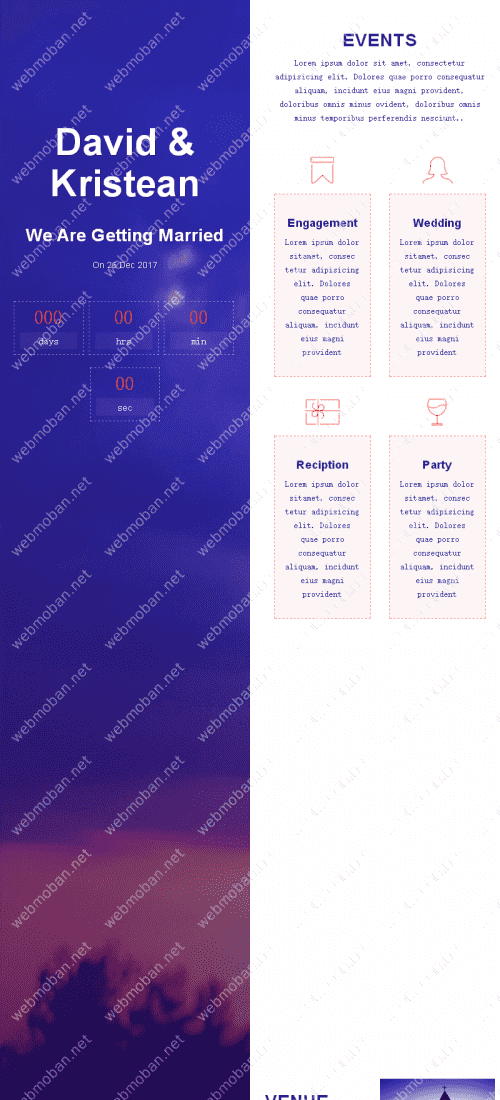 David &
Kristean
We Are Getting Married
On 26 Dec 2017
000
days
00
hrs
00
min
00
sec
EVENTS
Lorem ipsum dolor sit amet, consectetur
adipisicing elit. Dolores quae porro consequatur
aliquam, incidunt eius magni provident,
doloribus omnis minus ovident, doloribus omnis
minus temporibus perferendis nesciunt..
Engagement
Lorem ipsum dolor
sitamet, consec
tetur adipisicing
elit. Dolores
quae porro
consequatur
aliquam, incidunt
eius magni
provident
Wedding
Lorem ipsum dolor
sitamet, consec
tetur adipisicing
elit. Dolores
quae porro
consequatur
aliquam, incidunt
eius magni
provident
Reciption
Lorem ipsum dolor
sitamet, consec
tetur adipisicing
elit. Dolores
quae porro
consequatur
aliquam, incidunt
eius magni
provident
Party
Lorem ipsum dolor
sitamet, consec
tetur adipisicing
elit. Dolores
quae porro
consequatur
aliquam, incidunt
eius magni
provident
VENUE
webmoban.net